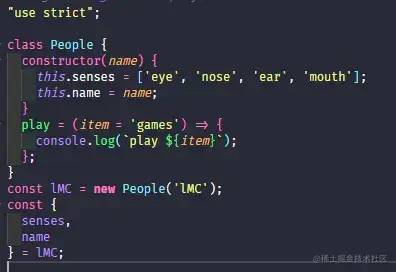 "use strict";

class People {
  constructor(name) {
    this.senses = ['eye', 'nose', 'ear', 'mouth'];
    this.name = name;
  }
  play = (item = 'games') => {
    console.log(`play ${item}`);
  };
}
const lMC = new People('lMC');
const {
  senses,
  name
} = lMC;
@稀土掘金技术社区